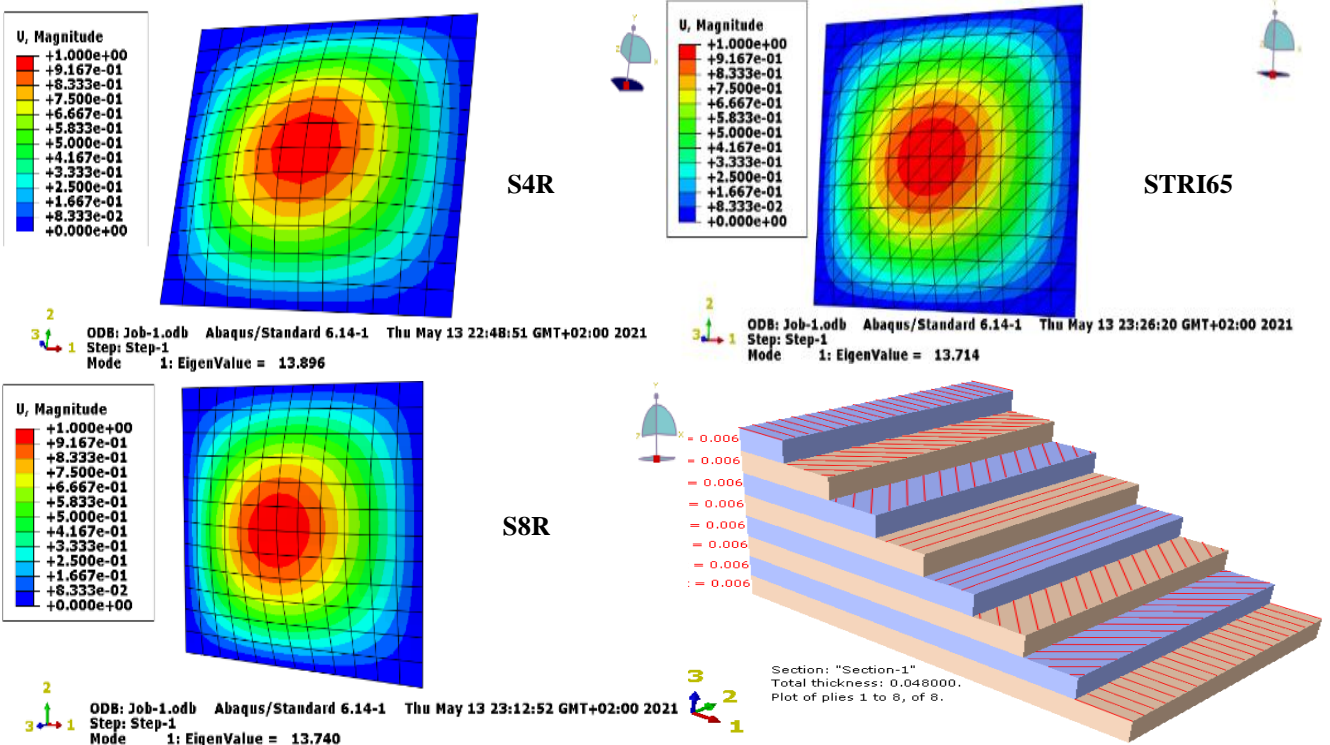 U, Magnitude
+1.000e+00
+9.167e-01
+8.333e-01
+7.500e-01
+6.667e-01
+5.833e-01
+5.000e-01
+4.167e-01
+3.333e-01
+2.500e-01
+1.667e-01
+8.333e-02
+0.000e+00
S4R
Y
X
2
3
1
ODB: Job-1.odb Abaqus/Standard 6.14-1 Thu May 13 22:48:51 GMT+02:00 2021
Step: Step-1
Mode 1: EigenValue = 13.896
U, Magnitude
+1.000e+00
+9.167e-01
+8.333e-01
+7.500e-01
+6.667e-01
+5.833e-01
+5.000e-01
+4.167e-01
+3.333e-01
+2.500e-01
+1.667e-01
+8.333e-02
+0.000e+00
STRI65
Y
X
2
3
1
ODB: Job-1.odb Abaqus/Standard 6.14-1 Thu May 13 23:26:20 GMT+02:00 2021
Step: Step-1
Mode 1: EigenValue = 13.714
U, Magnitude
+1.000e+00
+9.167e-01
+8.333e-01
+7.500e-01
+6.667e-01
+5.833e-01
+5.000e-01
+4.167e-01
+3.333e-01
+2.500e-01
+1.667e-01
+8.333e-02
+0.000e+00
S8R
Y
Z
X
2
3
1
ODB: Job-1.odb Abaqus/Standard 6.14-1 Thu May 13 23:12:52 GMT+02:00 2021
Step: Step-1
Mode 1: EigenValue = 13.740
= 0.006
= 0.006
= 0.006
= 0.006
= 0.006
= 0.006
= 0.006
: = 0.006
3
2
1
Section: "Section-1"
Total thickness: 0.048000.
Plot of plies 1 to 8, of 8.